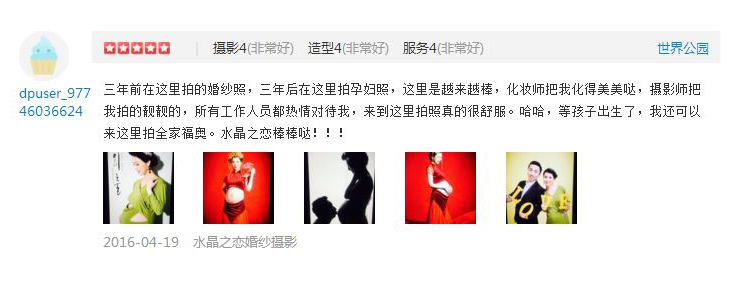 摄影4(非常好) 造型4(非常好) 服务4(非常好) 世界公园
dpuser_977
46036624
三年前在这里拍的婚纱照，三年后在这里拍孕妇照，这里是越来越棒，化妆师把我化得美美哒，摄影师把
我拍的靓靓的，所有工作人员都热情对待我，来到这里拍照真的很舒服。哈哈，等孩子出生了，我还可以
来这里拍全家福奥。水晶之恋棒棒哒！！！
LOVE
2016-04-19 水晶之恋婚纱摄影